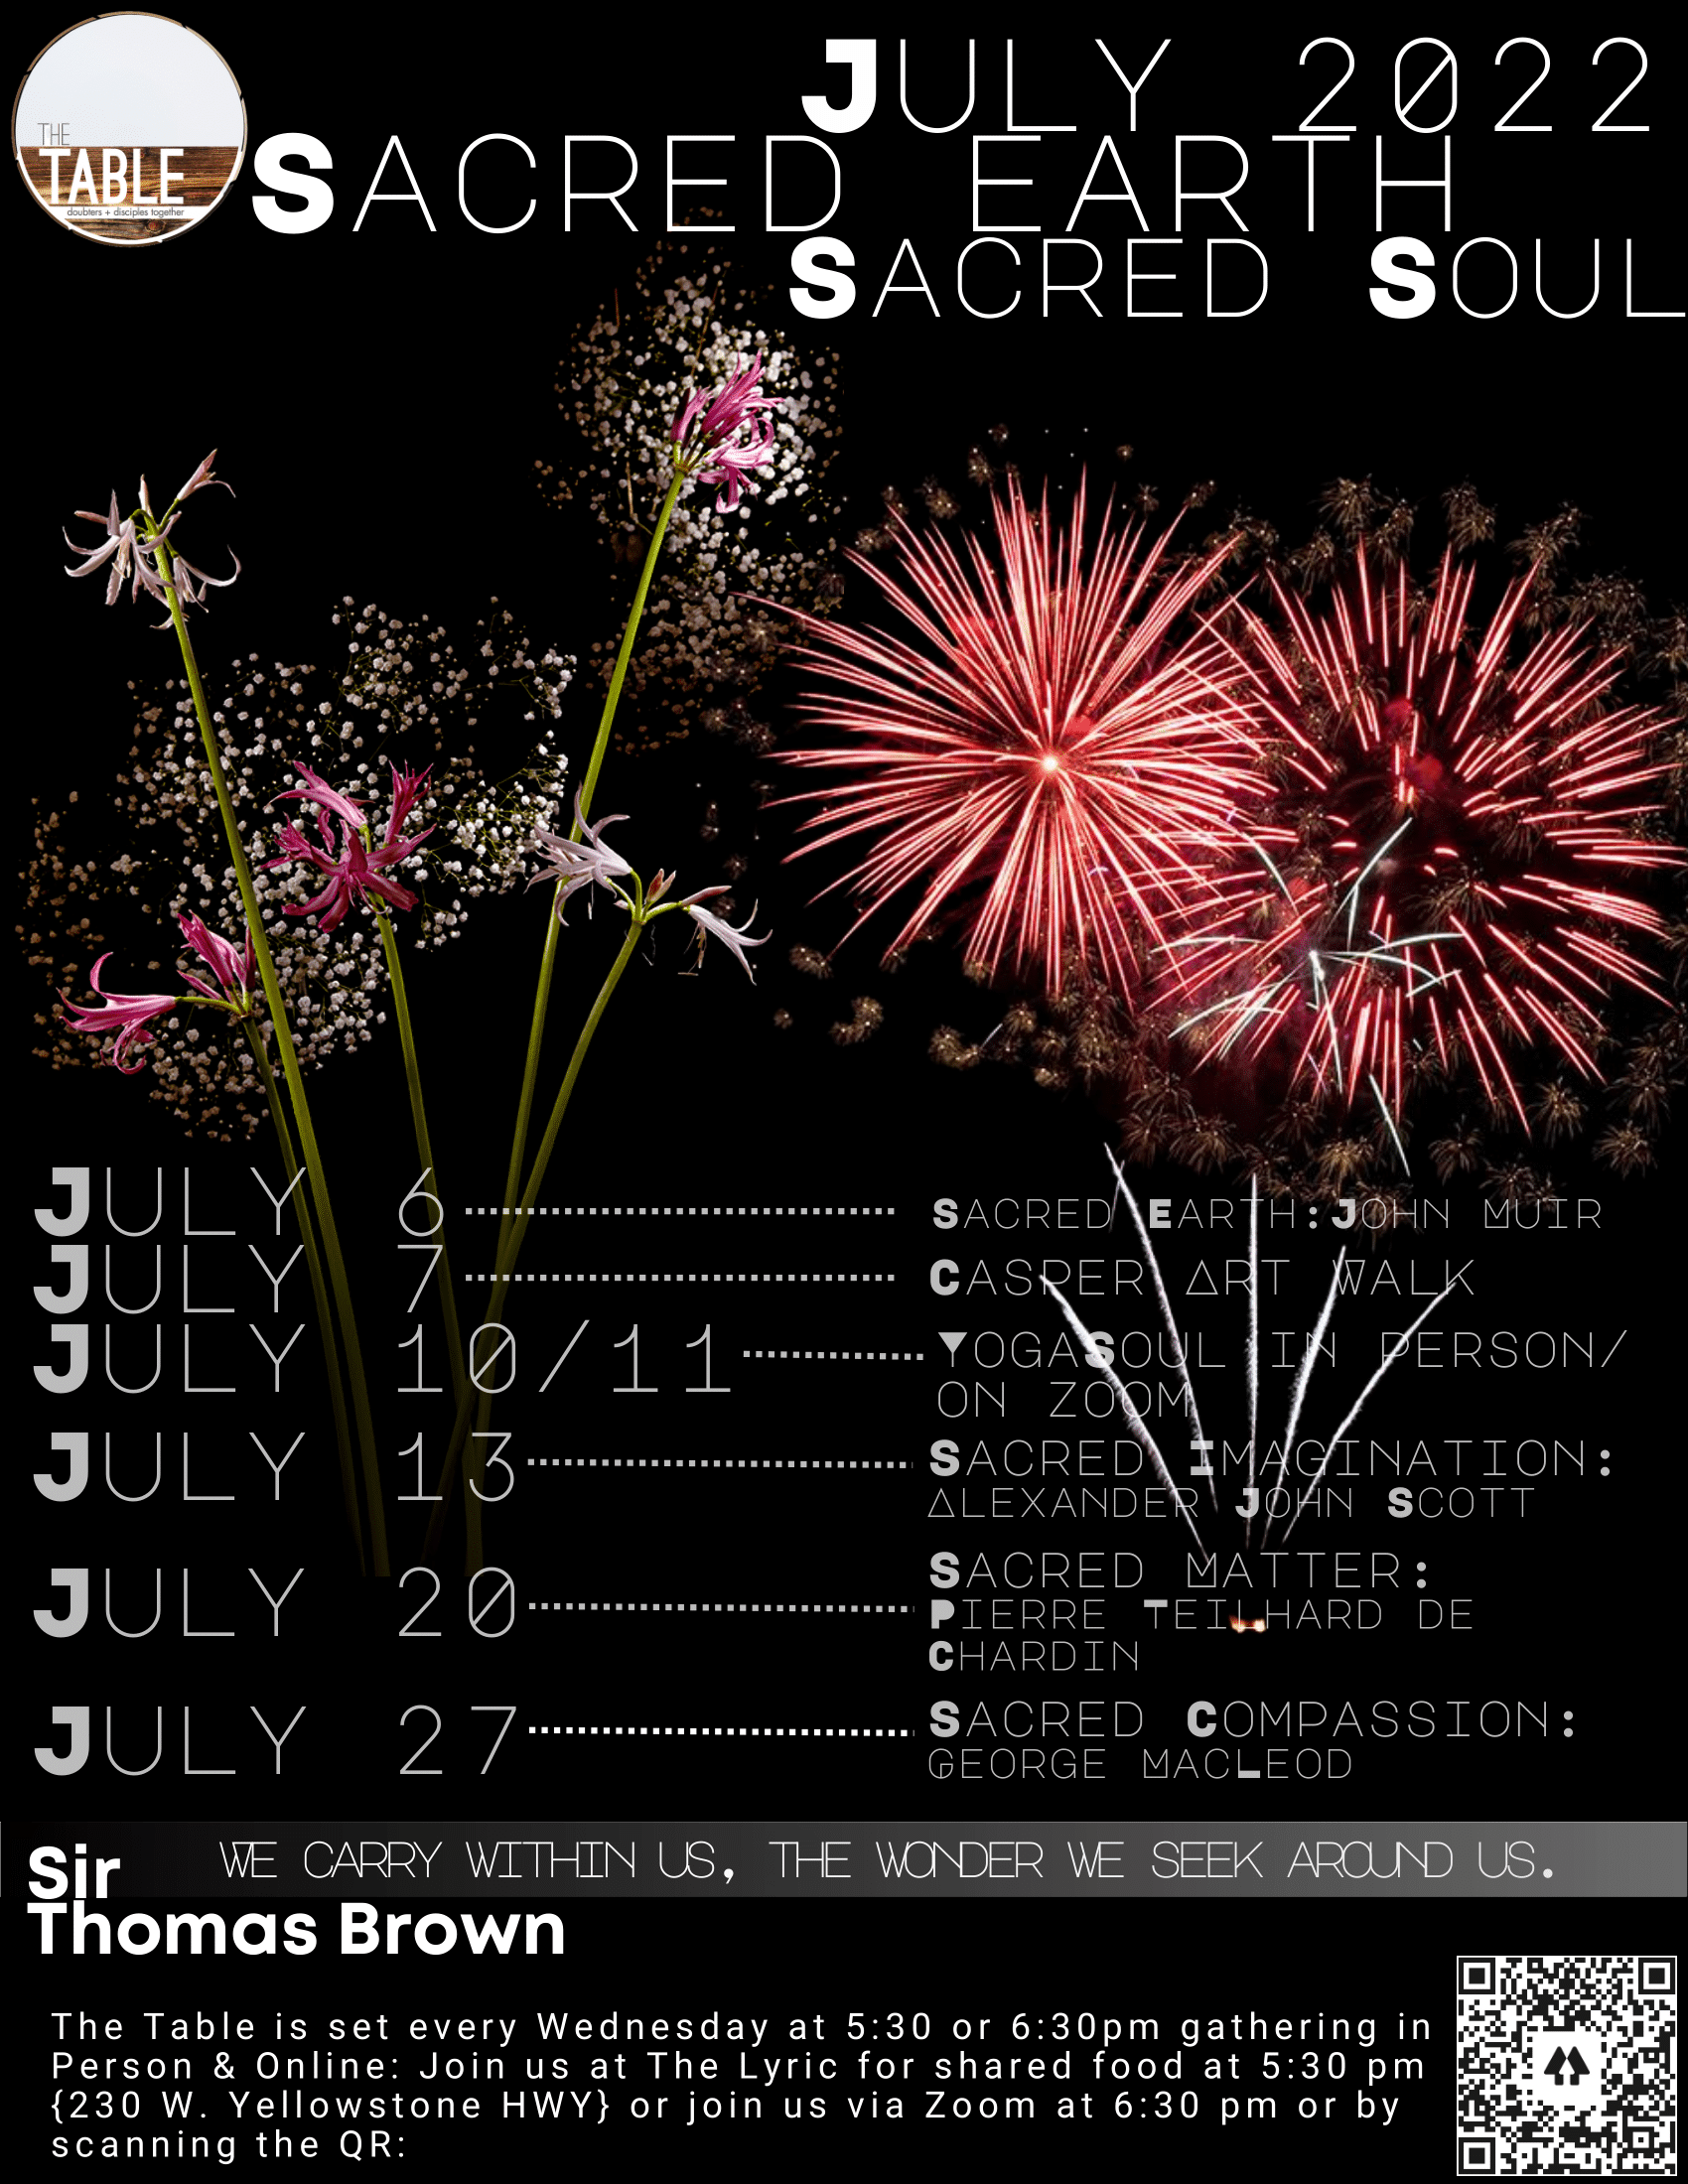 THE
TABLE
doubters + disciples together
JULY 2022
SACRED EARTH
SACRED SOUL
JULY 6 SACRED EARTH:JOHN MUIR
JULY 7 CASPER ART WALK
JULY 10/11 YOGASOUL IN PERSON/
ON ZOOM
JULY 13 SACRED IMAGINATION:
ALEXANDER JOHN SCOTT
JULY 20 SACRED MATTER:
PIERRE TEILHARD DE
CHARDIN
JULY 27 SACRED COMPASSION:
GEORGE MACLEOD
WE CARRY WITHIN US, THE WONDER WE SEEK AROUND US.
Sir
Thomas Brown
The Table is set every Wednesday at 5:30 or 6:30pm gathering in
Person & Online: Join us at The Lyric for shared food at 5:30 pm
{230 W. Yellowstone HWY} or join us via Zoom at 6:30 pm or by
scanning the QR: